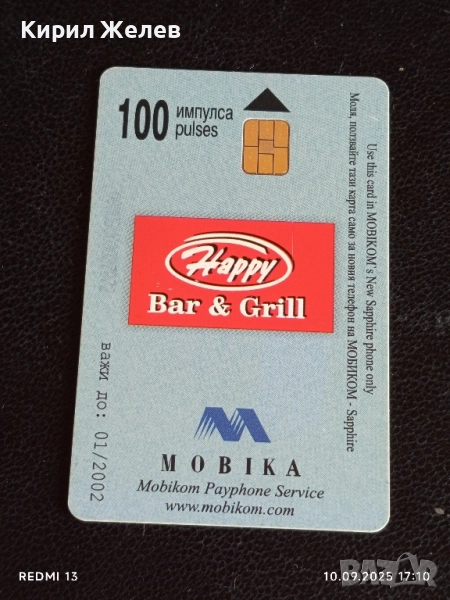 Кирил Желев
100 импулса
pulses
Use this card in MOBIKOM's New Sapphire phone only
Моля, ползвайте тази карта само за новия телефон на МОБИКОМ - Sapphire
Happy
Bar & Grill
важи до: 01/2002
MOBIKA
Mobikom Payphone Service
www.mobikom.com
REDMI 13
10.09.2025 17:10